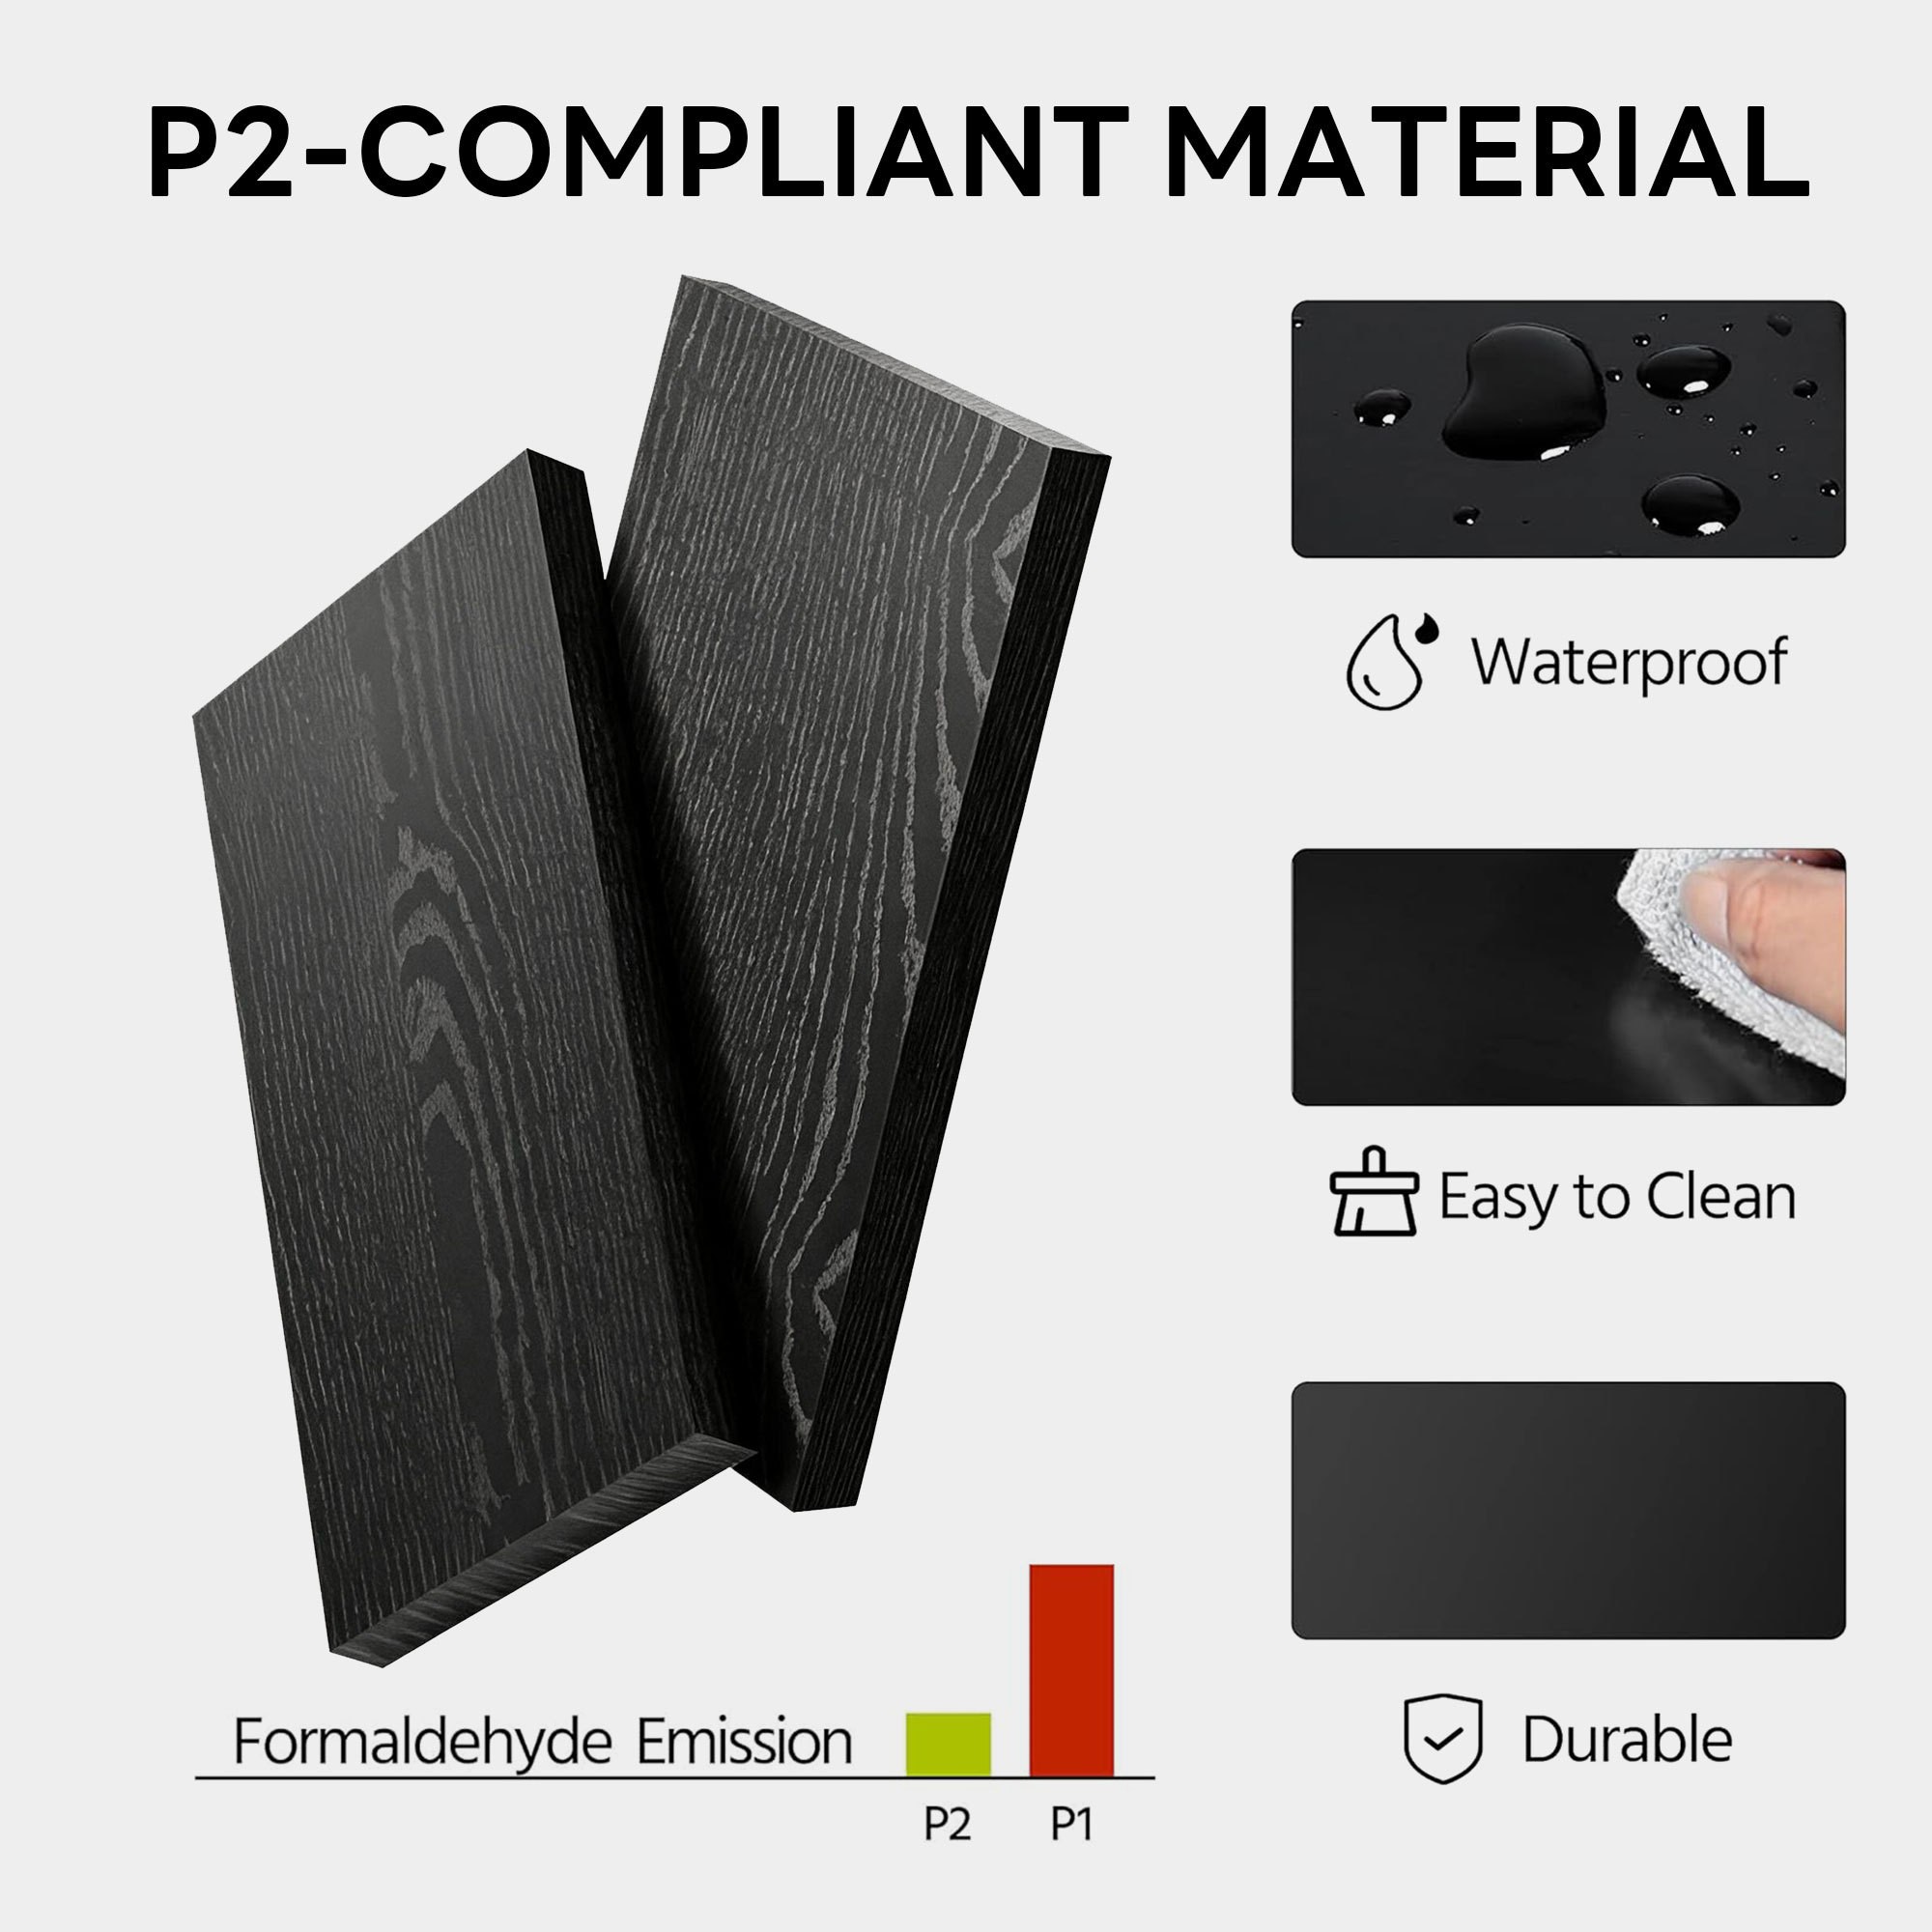 P2-COMPLIANT MATERIAL
Waterproof
Easy to Clean
Durable
Formaldehyde Emission
P2 P1